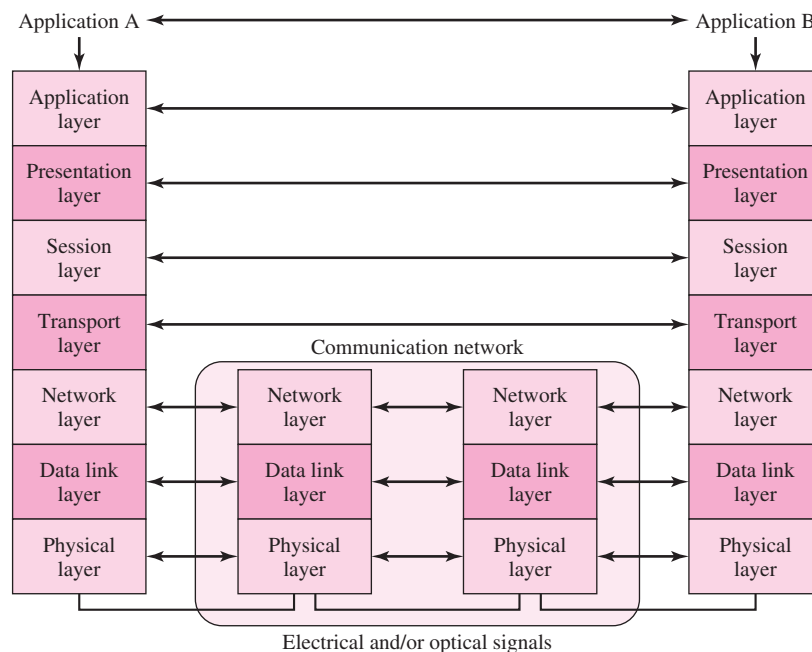 Application A
Application B
Application
layer
Application
layer
Presentation
layer
Presentation
layer
Session
layer
Session
layer
Transport
layer
Transport
layer
Communication network
Network
layer
Network
layer
Network
layer
Network
layer
Data link
layer
Data link
layer
Data link
layer
Data link
layer
Physical
layer
Physical
layer
Physical
layer
Physical
layer
Electrical and/or optical signals